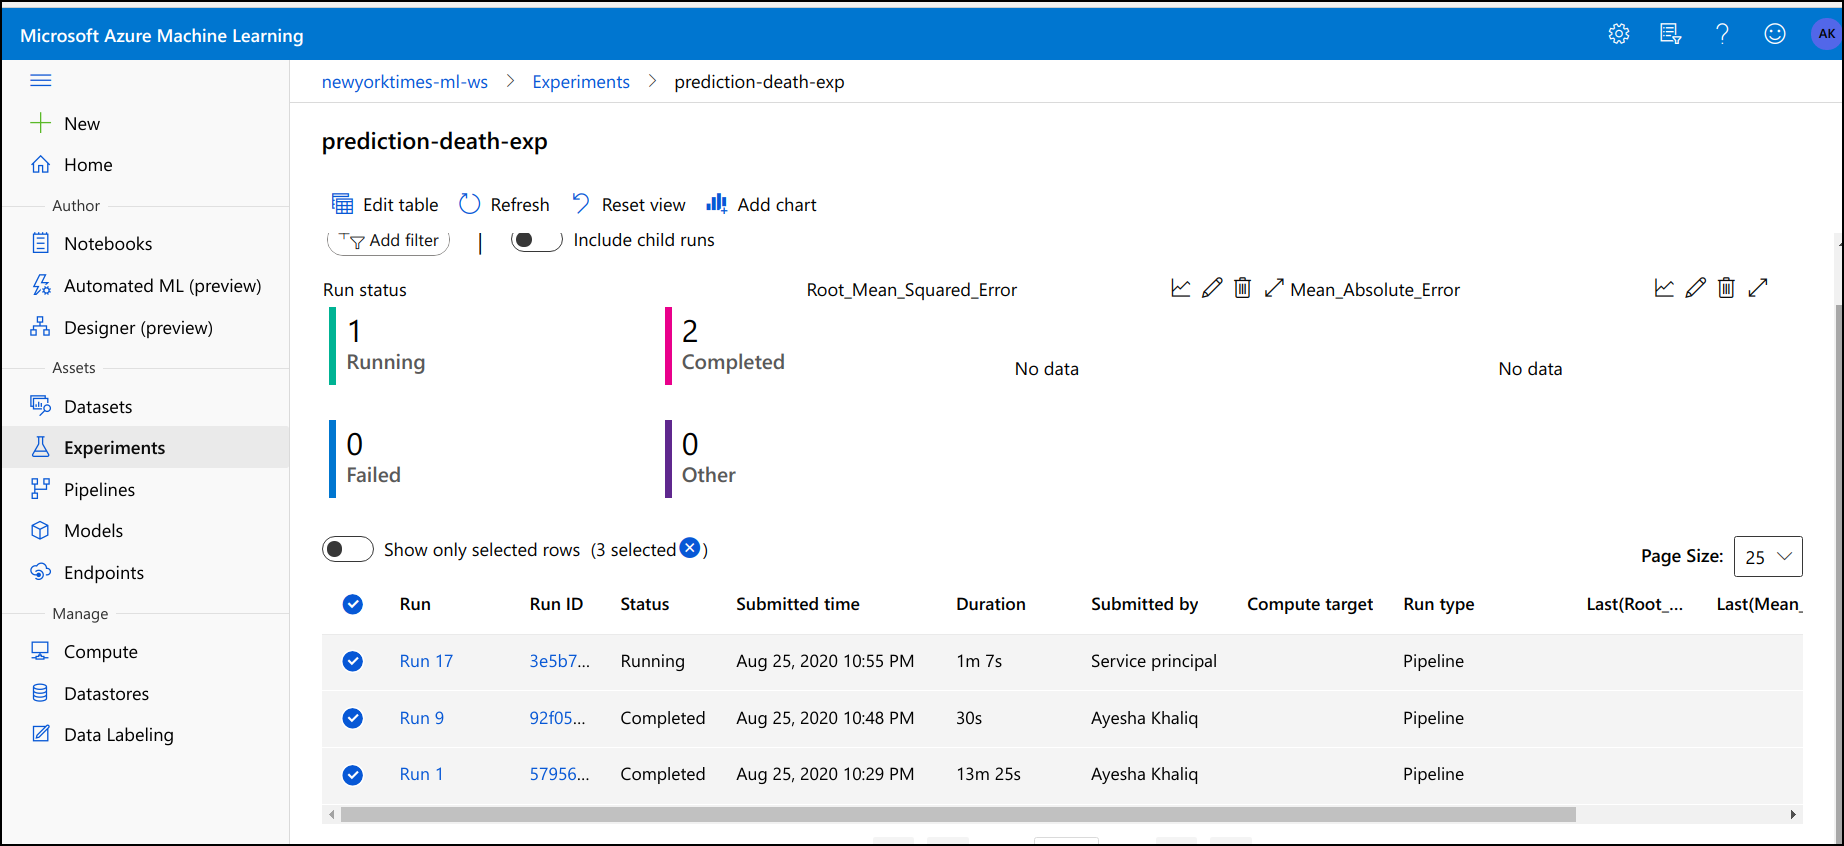 Microsoft Azure Machine Learning
AK
newyorktimes-ml-ws > Experiments > prediction-death-exp
New
Home
Author
Notebooks
Automated ML (preview)
Designer (preview)
Assets
Datasets
Experiments
Pipelines
Models
Endpoints
Manage
Compute
Datastores
Data Labeling
prediction-death-exp
Edit table Refresh Reset view Add chart
Add filter | Include child runs
Run status
1
Running
2
Completed
0
Failed
0
Other
Root_Mean_Squared_Error
No data
Mean_Absolute_Error
No data
Show only selected rows (3 selected )
Page Size: 25
Run Run ID Status Submitted time Duration Submitted by Compute target Run type Last(Root_... Last(Mean_
Run 17 3e5b7... Running Aug 25, 2020 10:55 PM 1m 7s Service principal Pipeline
Run 9 92f05... Completed Aug 25, 2020 10:48 PM 30s Ayesha Khaliq Pipeline
Run 1 57956... Completed Aug 25, 2020 10:29 PM 13m 25s Ayesha Khaliq Pipeline